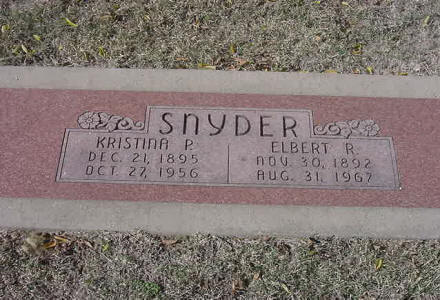 SNYDER
KRISTINA P.
DEC. 21, 1895
OCT. 27, 1956
ELBERT R.
NOV. 30, 1892
AUG. 31, 1967